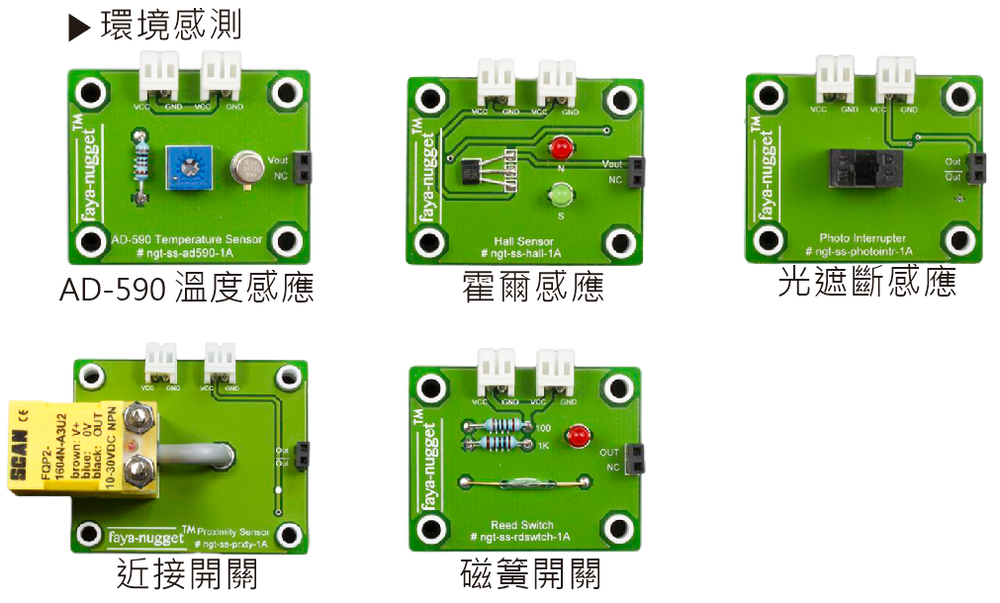 ▶ 環境感測
VCC GND VCC GND
faya-nugget™
Vout
NC
AD-590 Temperature Sensor
# ngt-ss-ad590-1A
AD-590 溫度感應
VCC GND VCC GND
faya-nugget™
N
S
Vout
NC
Hall Sensor
# ngt-ss-hall-1A
霍爾感應
VCC GND VCC GND
faya-nugget™
Out
Out
Photo Interrupter
# ngt-ss-photointr-1A
光遮斷感應
VCC GND VCC GND
SCAN CE
FQP2-
1604N-A3U2
brown: V+
blue: 0V
black: OUT
10-30VDC NPN
Out
Out
faya-nugget™
Proximity Sensor
# ngt-ss-prxty-1A
近接開關
VCC GND VCC GND
faya-nugget™
100
1K
OUT
NC
Reed Switch
# ngt-ss-rdswtch-1A
磁簧開關